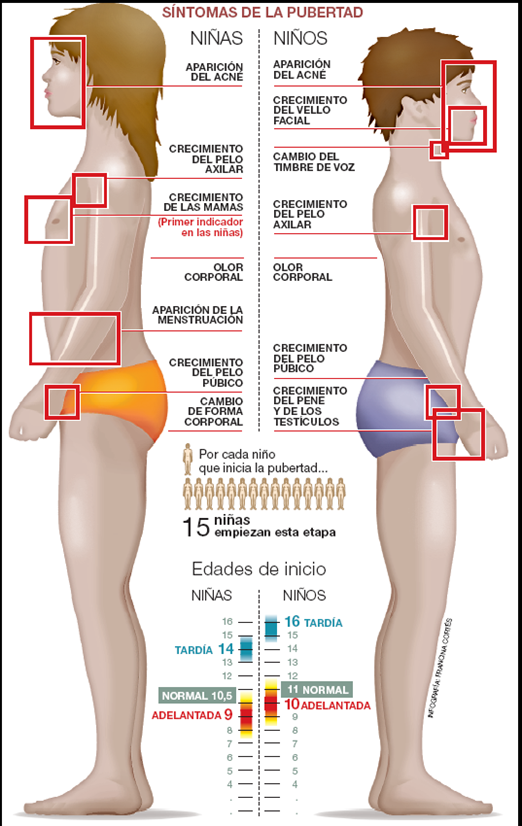 SÍNTOMAS DE LA PUBERTAD
NIÑAS
APARICIÓN
DEL ACNÉ
CRECIMIENTO
DEL PELO
AXILAR
CRECIMIENTO
DE LAS MAMAS
(Primer indicador
en las niñas)
OLOR
CORPORAL
APARICIÓN DE LA
MENSTRUACIÓN
CRECIMIENTO
DEL PELO
PÚBICO
CAMBIO
DE FORMA
CORPORAL
NIÑOS
APARICIÓN
DEL ACNÉ
CRECIMIENTO
DEL VELLO
FACIAL
CAMBIO DEL
TIMBRE DE VOZ
CRECIMIENTO
DEL PELO
AXILAR
OLOR
CORPORAL
CRECIMIENTO
DEL PELO
PÚBICO
CRECIMIENTO
DEL PENE
Y DE LOS
TESTÍCULOS
Por cada niño
que inicia la pubertad...
15 niñas
empiezan esta etapa
Edades de inicio
NIÑAS
16
15
TARDÍA 14
13
12
NORMAL 10,5
ADELANTADA 9
8
7
6
5
4
NIÑOS
16 TARDÍA
15
14
13
12
11 NORMAL
10 ADELANTADA
9
8
7
6
5
4
INFOGRAFÍA: FRANCINA CORTÉS